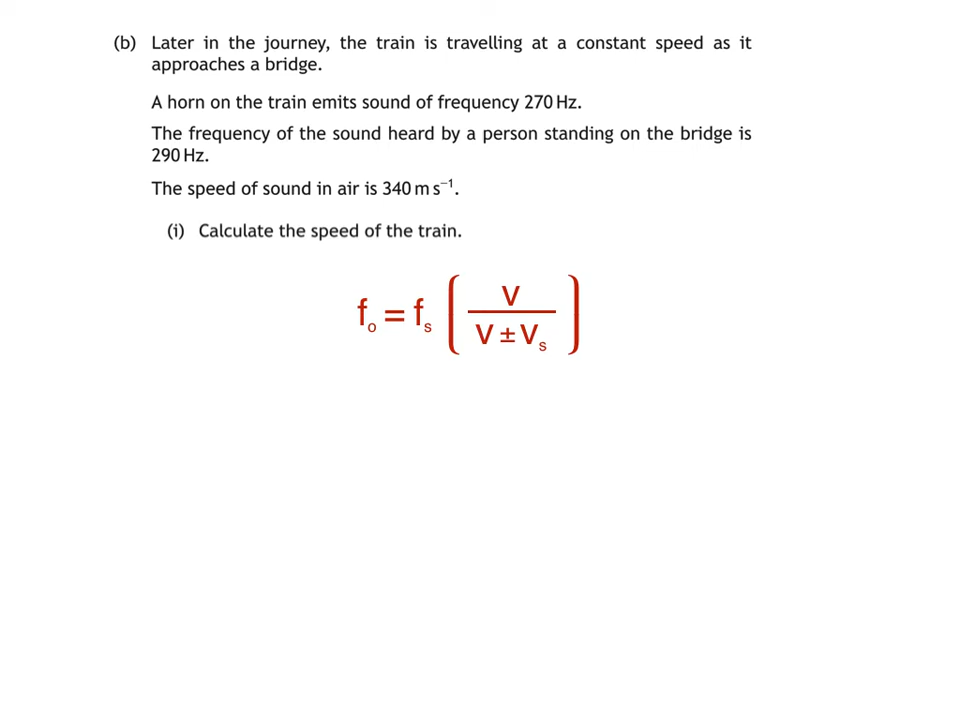 (b) Later in the journey, the train is travelling at a constant speed as it
approaches a bridge.
A horn on the train emits sound of frequency 270 Hz.
The frequency of the sound heard by a person standing on the bridge is
290 Hz.
The speed of sound in air is 340 m s⁻¹.
(i) Calculate the speed of the train.
fₒ = fₛ (v / (v ± vₛ))